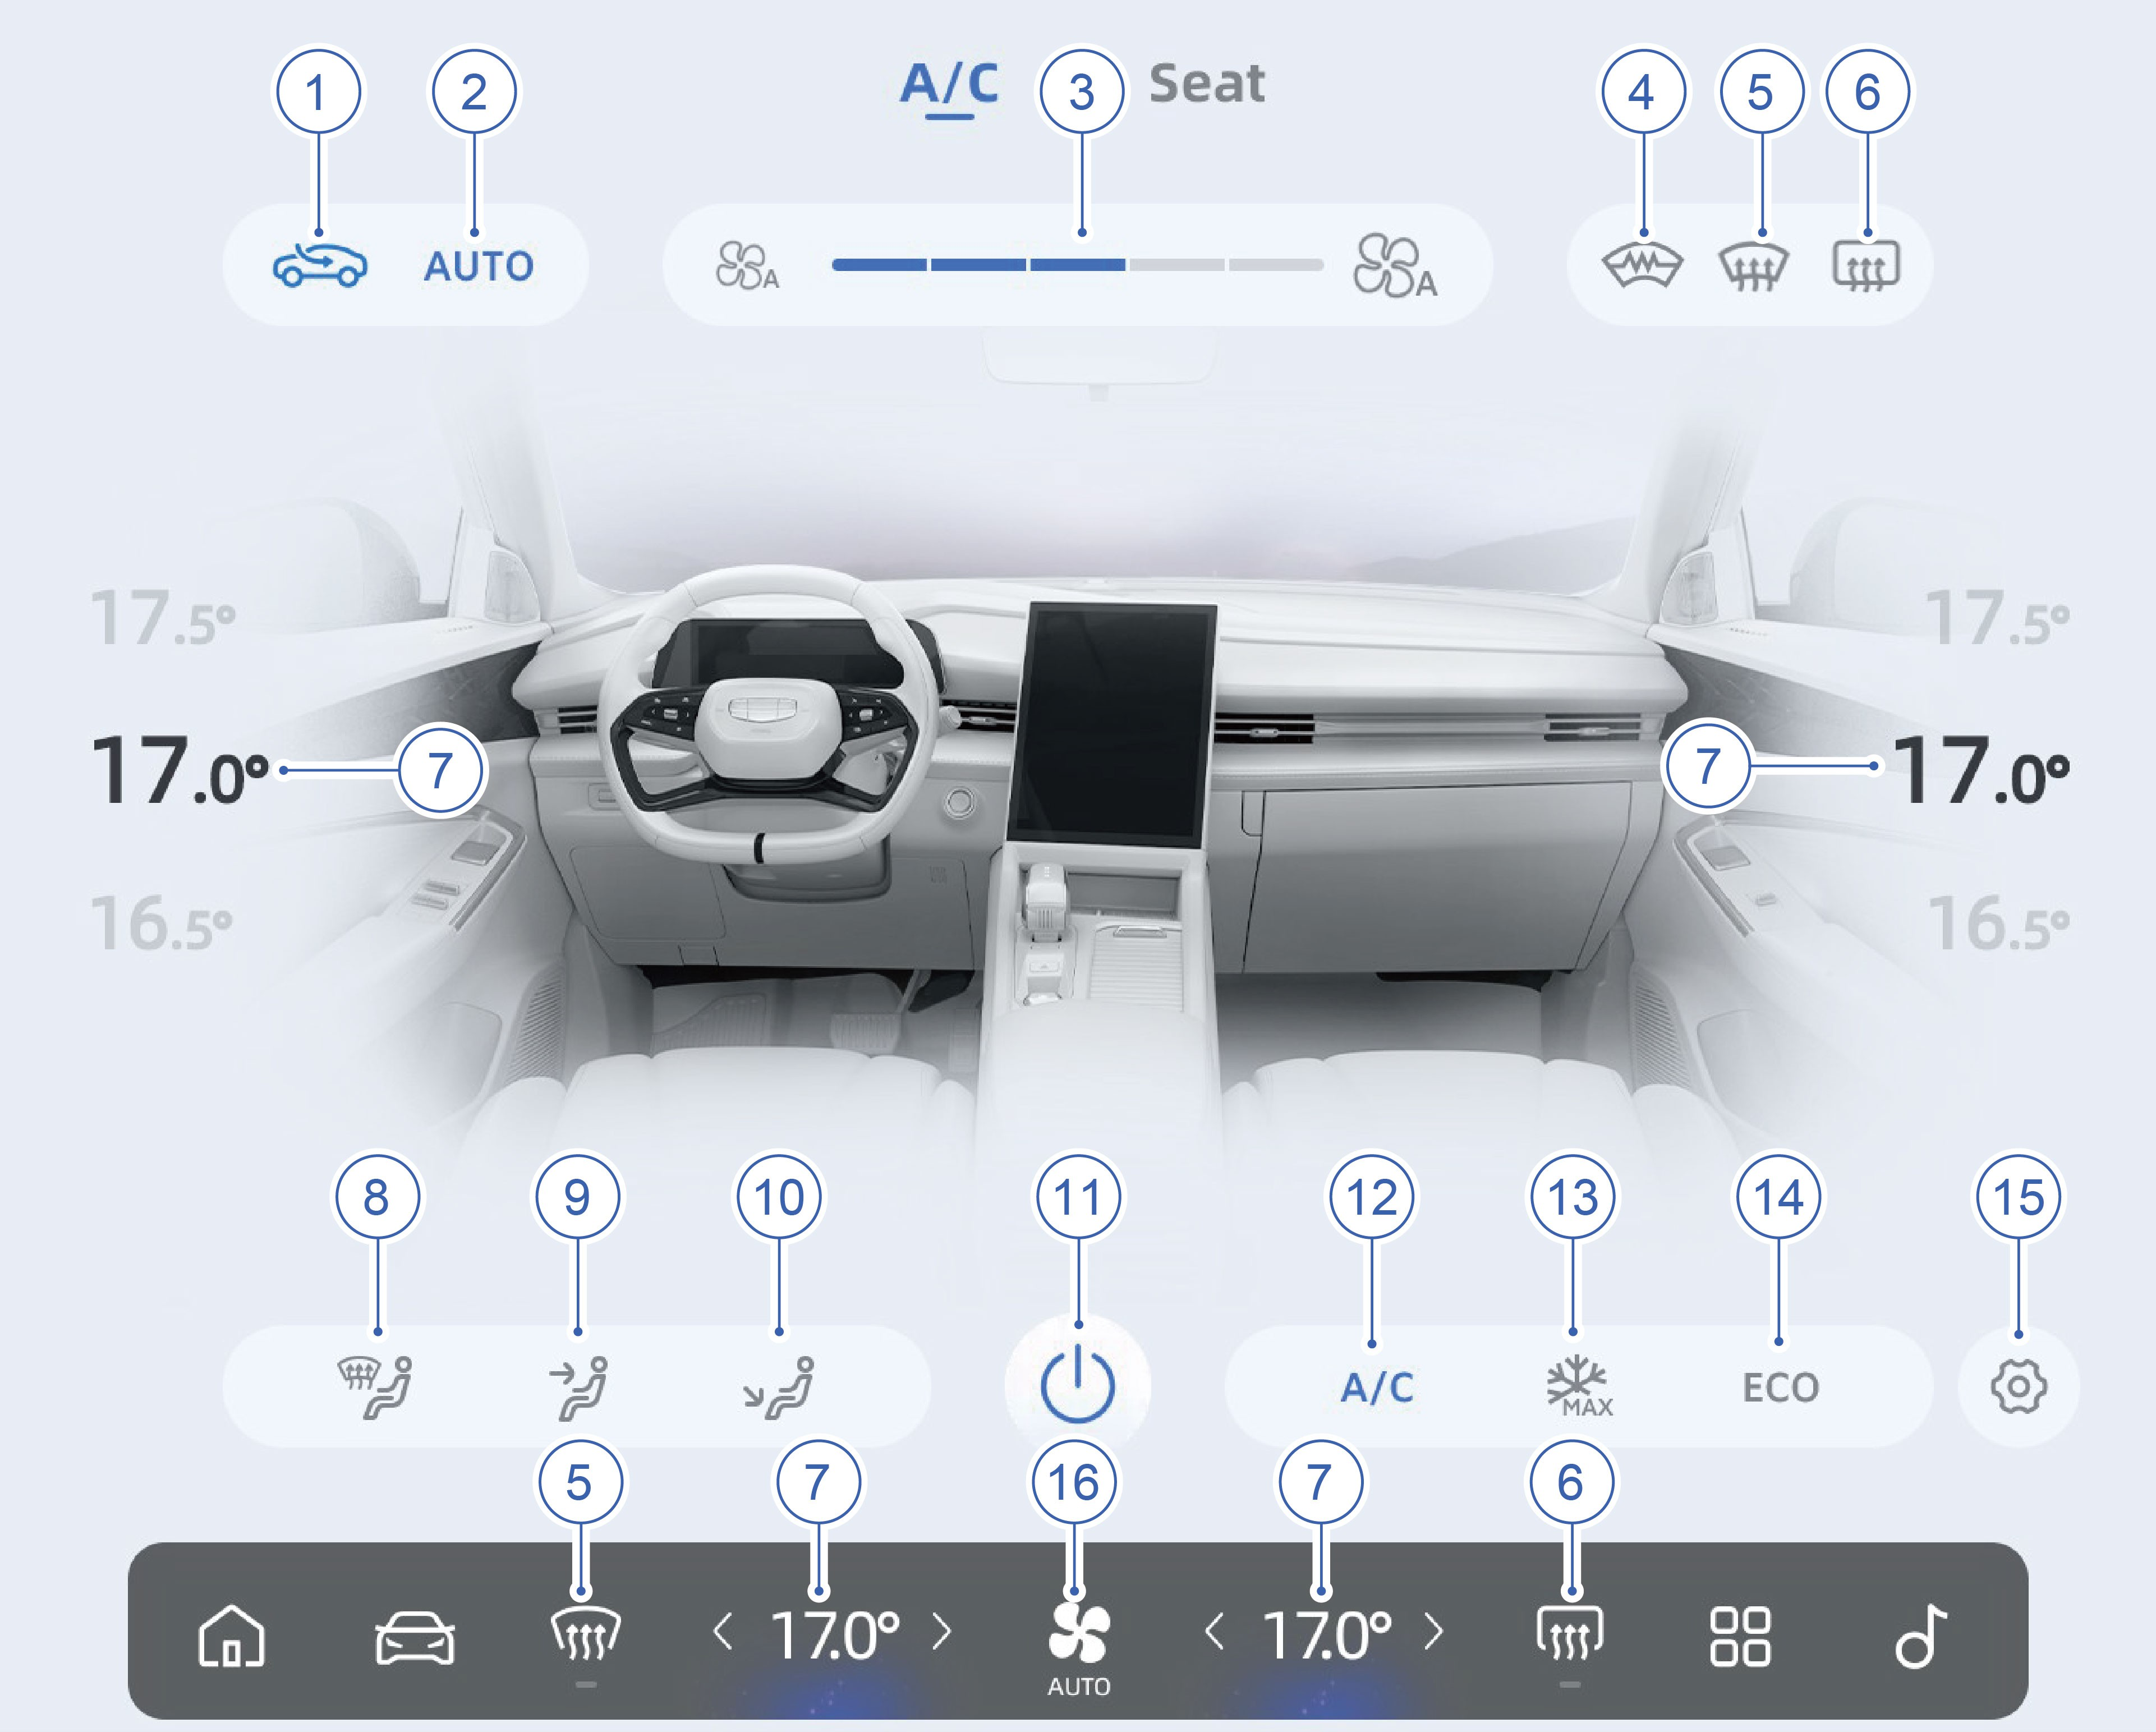 1 2 A/C 3 Seat 4 5 6
AUTO A A
17.5° 17.5°
17.0° 7 7 17.0°
16.5° 16.5°
8 9 10 11 12 13 14 15
A/C MAX ECO
5 7 16 7 6
< 17.0° > < 17.0° >
AUTO